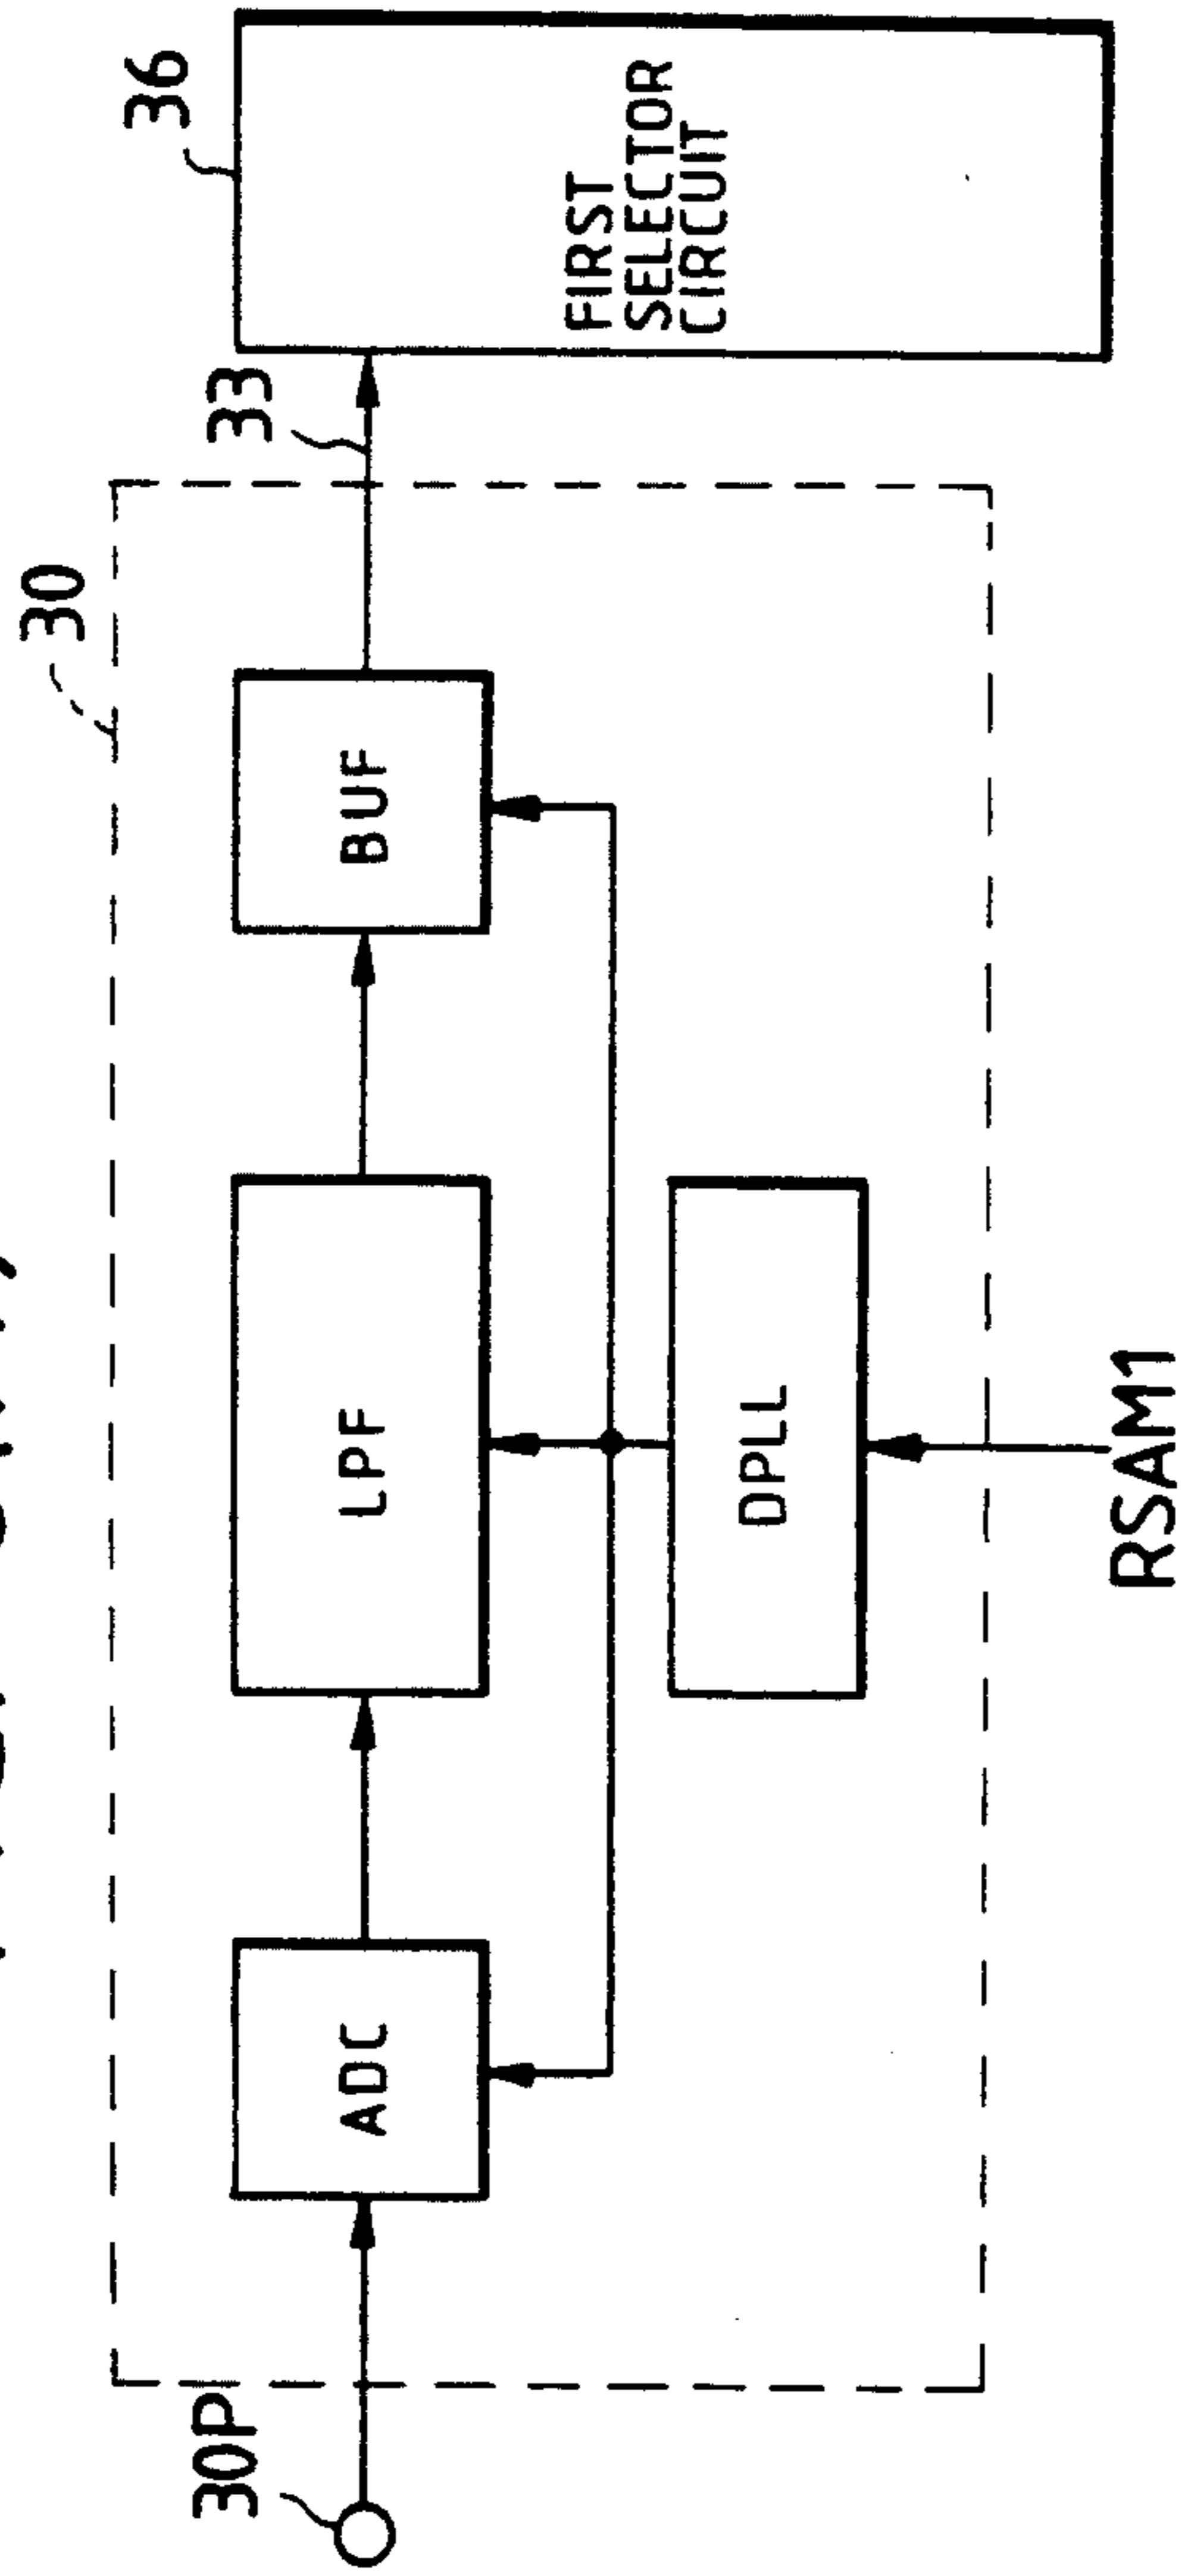 30
36
33
30P
ADC
LPF
BUF
FIRST
SELECTOR
CIRCUIT
DPLL
RSAM1